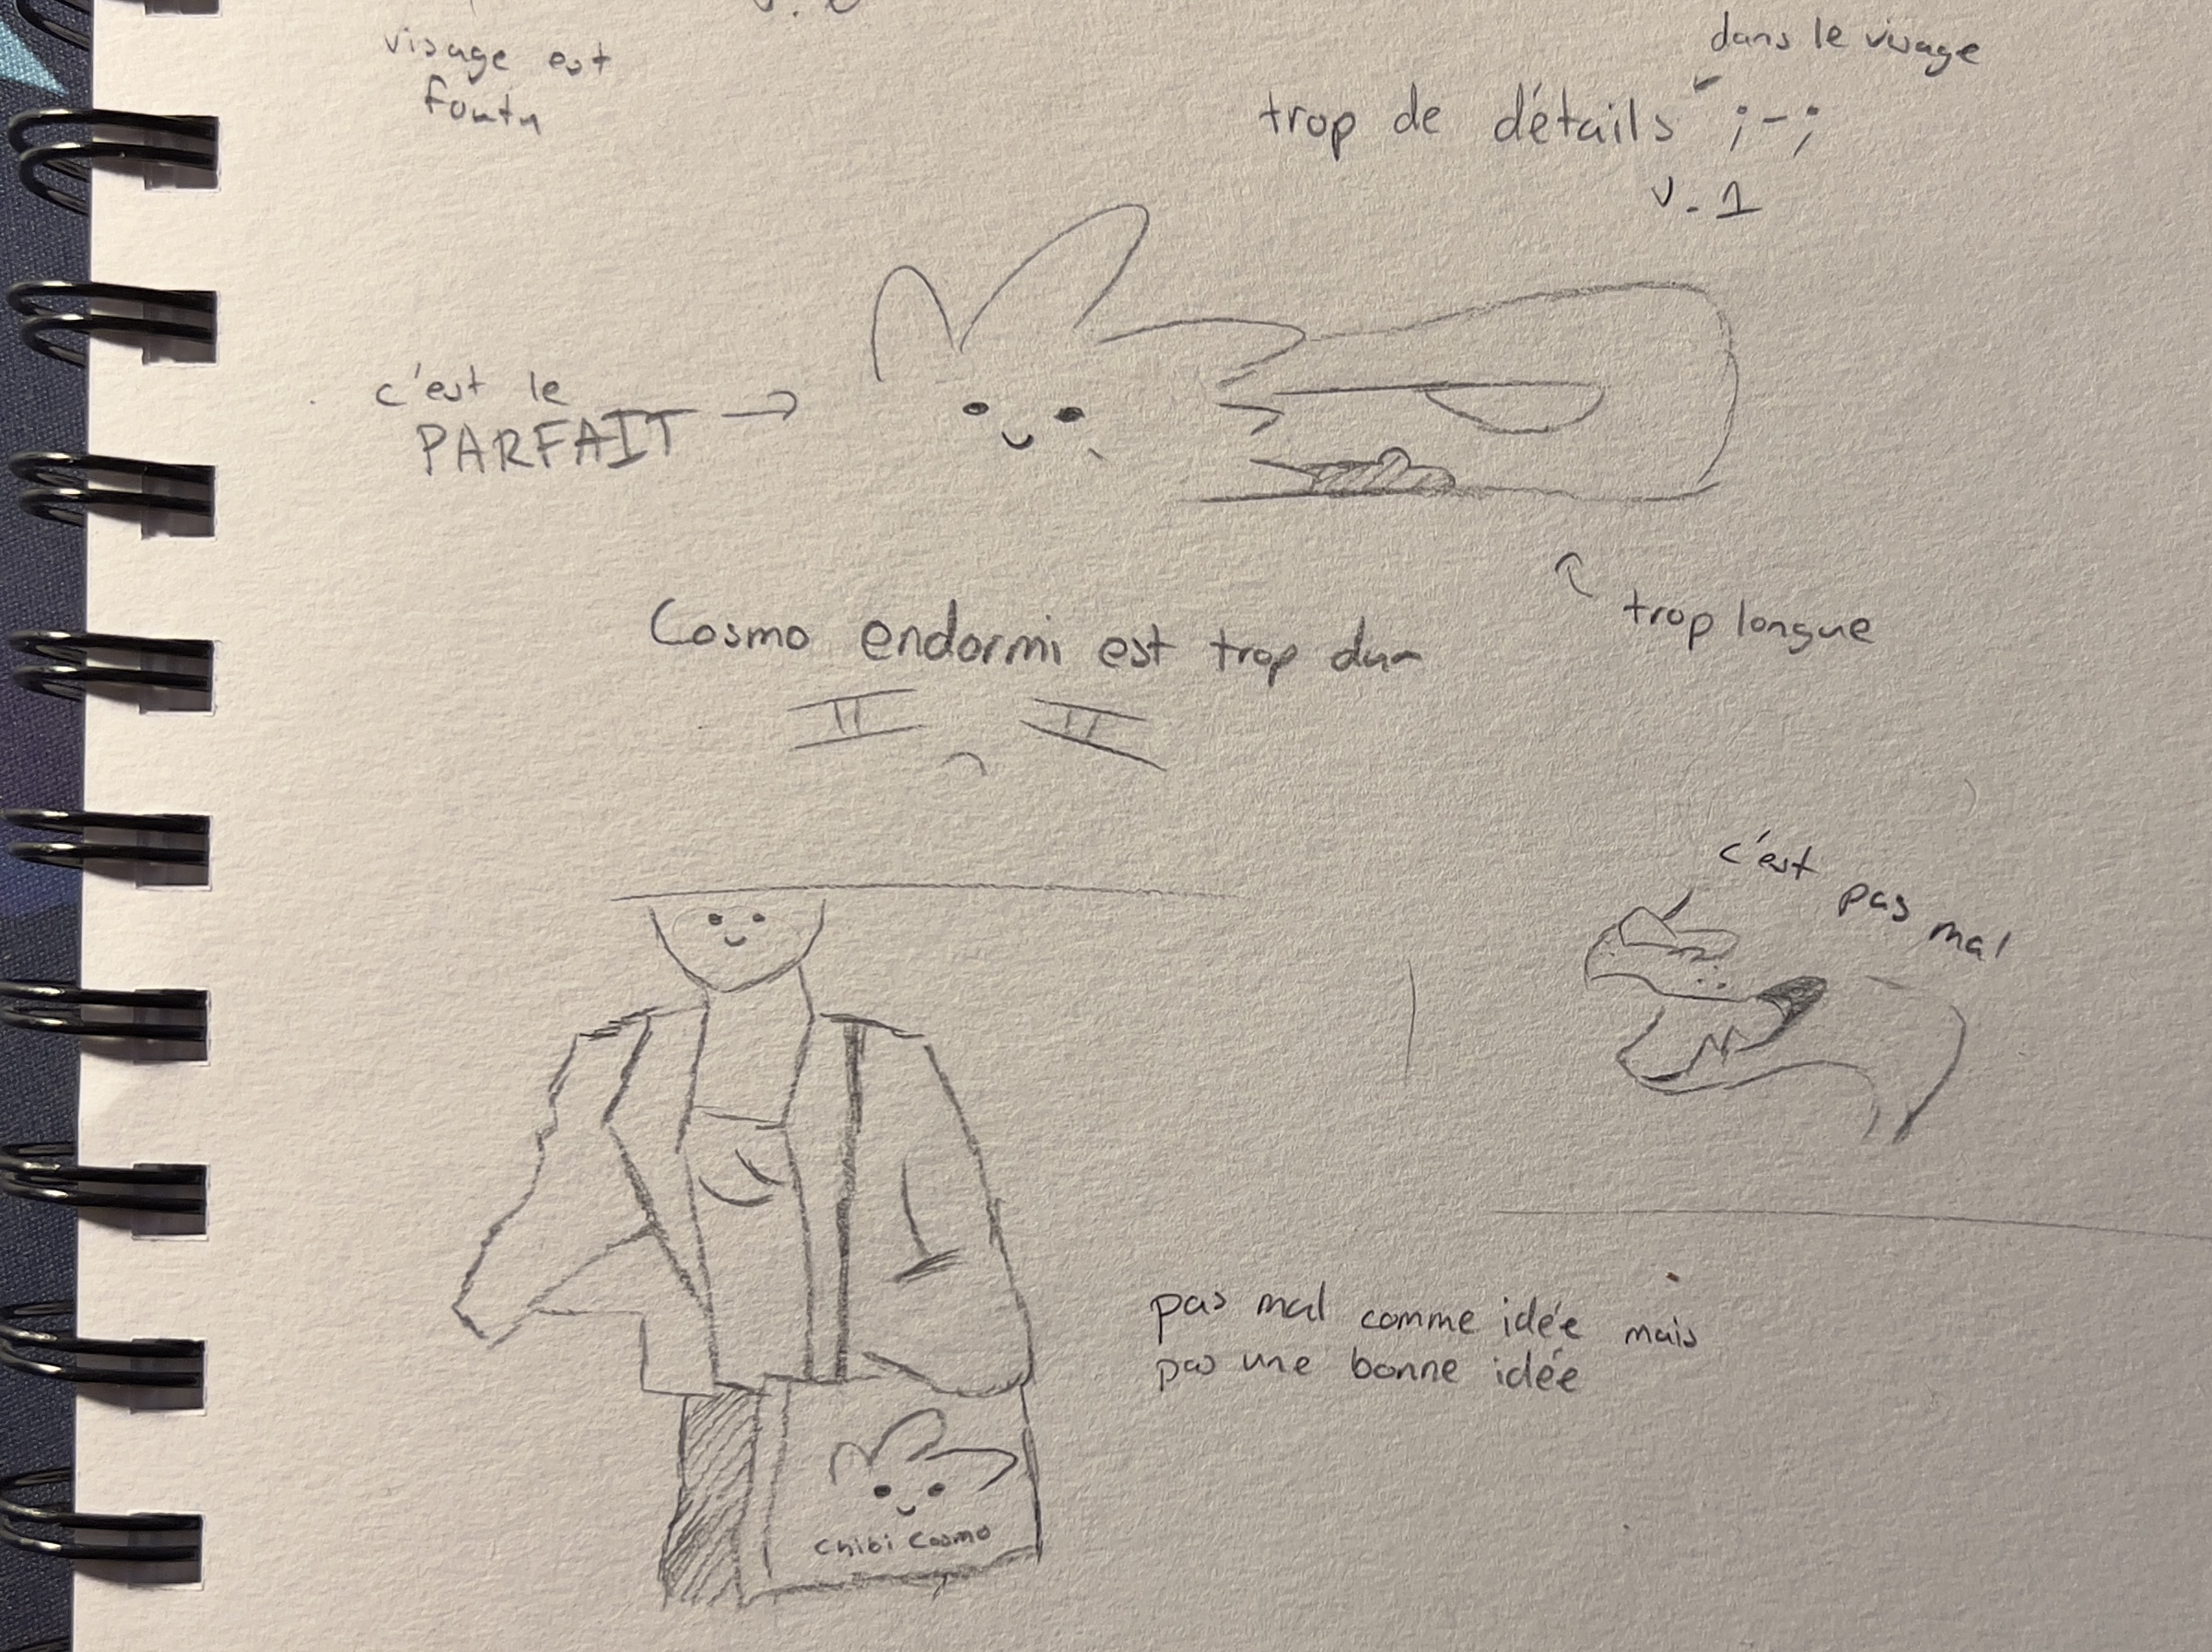 visage est
foutu
dans le visage
trop de détails ;-;
v.1
c'est le
PARFAIT →
trop longue
Cosmo endormi est trop dur
c'est pas mal
pas mal comme idée mais
pas une bonne idée
Chibi Cosmo